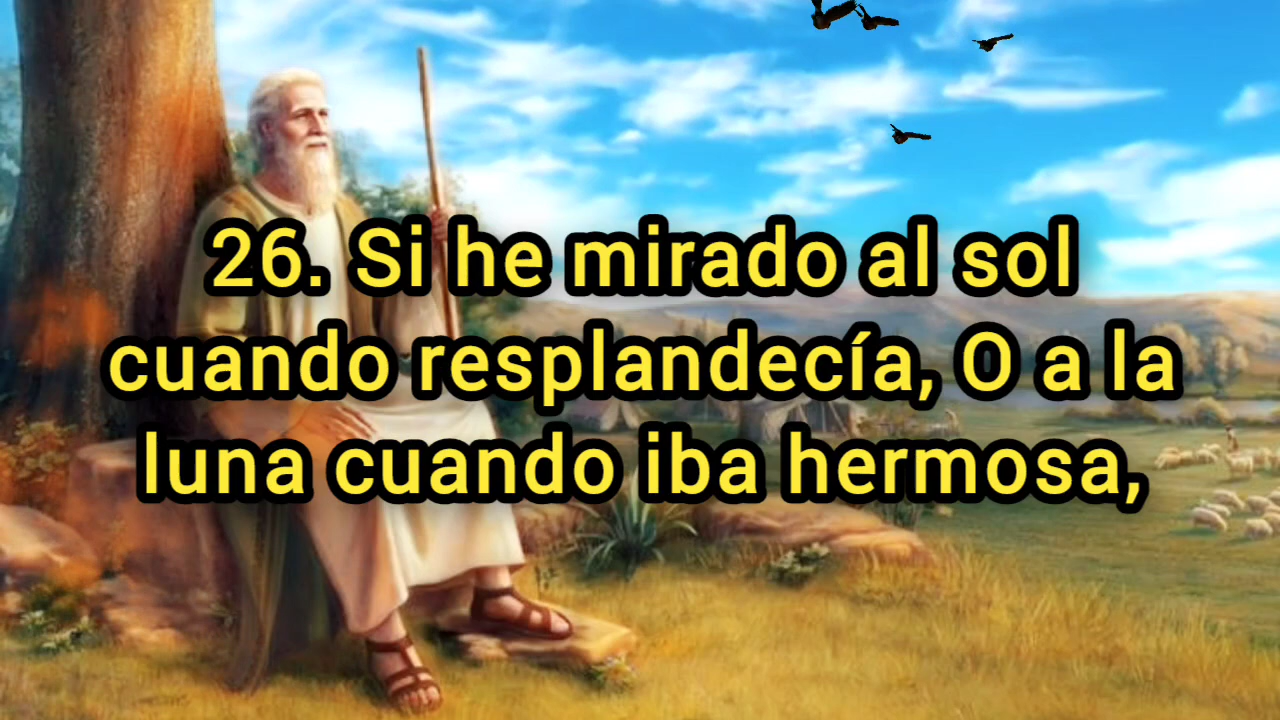 26. Si he mirado al sol
cuando resplandecía, O a la
luna cuando iba hermosa,